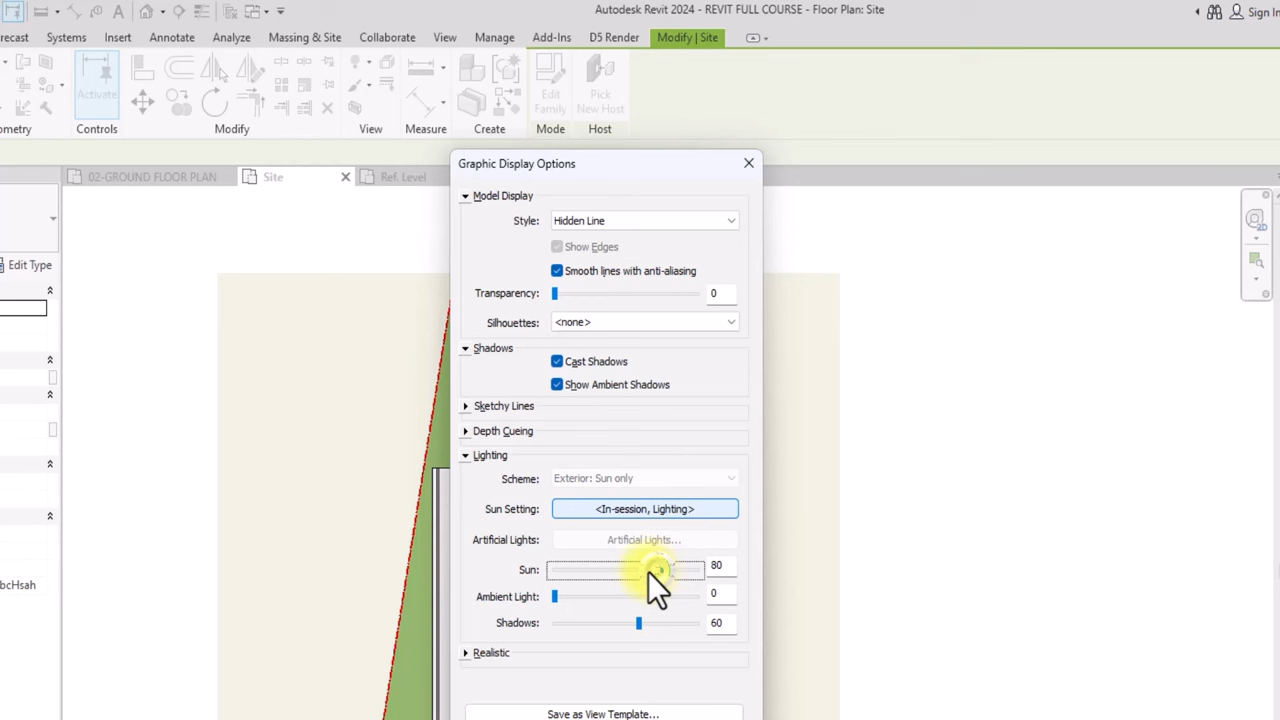 Autodesk Revit 2024 - REVIT FULL COURSE - Floor Plan: Site
Sign In
recast Systems Insert Annotate Analyze Massing & Site Collaborate View Manage Add-Ins D5 Render Modify | Site
Activate
Edit Family
Pick New Host
ometry Controls Modify View Measure Create Mode Host
02-GROUND FLOOR PLAN Site Ref. Level
Edit Type
bcHsah
2D
Graphic Display Options
Model Display
Style: Hidden Line
Show Edges
Smooth lines with anti-aliasing
Transparency: 0
Silhouettes: <none>
Shadows
Cast Shadows
Show Ambient Shadows
Sketchy Lines
Depth Cueing
Lighting
Scheme: Exterior: Sun only
Sun Setting: <In-session, Lighting>
Artificial Lights: Artificial Lights...
Sun: 80
Ambient Light: 0
Shadows: 60
Realistic
Save as View Template...